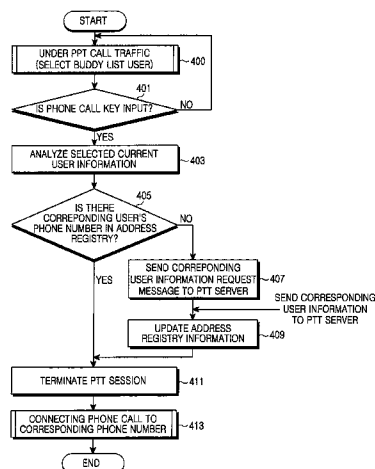 START
UNDER PPT CALL TRAFFIC
(SELECT BUDDY LIST USER)
400
401
IS PHONE CALL KEY INPUT?
NO
YES
ANALYZE SELECTED CURRENT
USER INFORMATION
403
405
IS THERE
CORREPONDING USER'S
PHONE NUMBER IN ADDRESS
REGISTRY?
NO
YES
SEND CORREPONDING
USER INFORMATION REQUEST
MESSAGE TO PTT SERVER
407
SEND CORRESPONDING
USER INFORMATION
TO PTT SERVER
UPDATE ADDRESS
REGISTRY INFORMATION
409
TERMINATE PTT SESSION
411
CONNECTING PHONE CALL TO
CORRESPONDING PHONE NUMBER
413
END